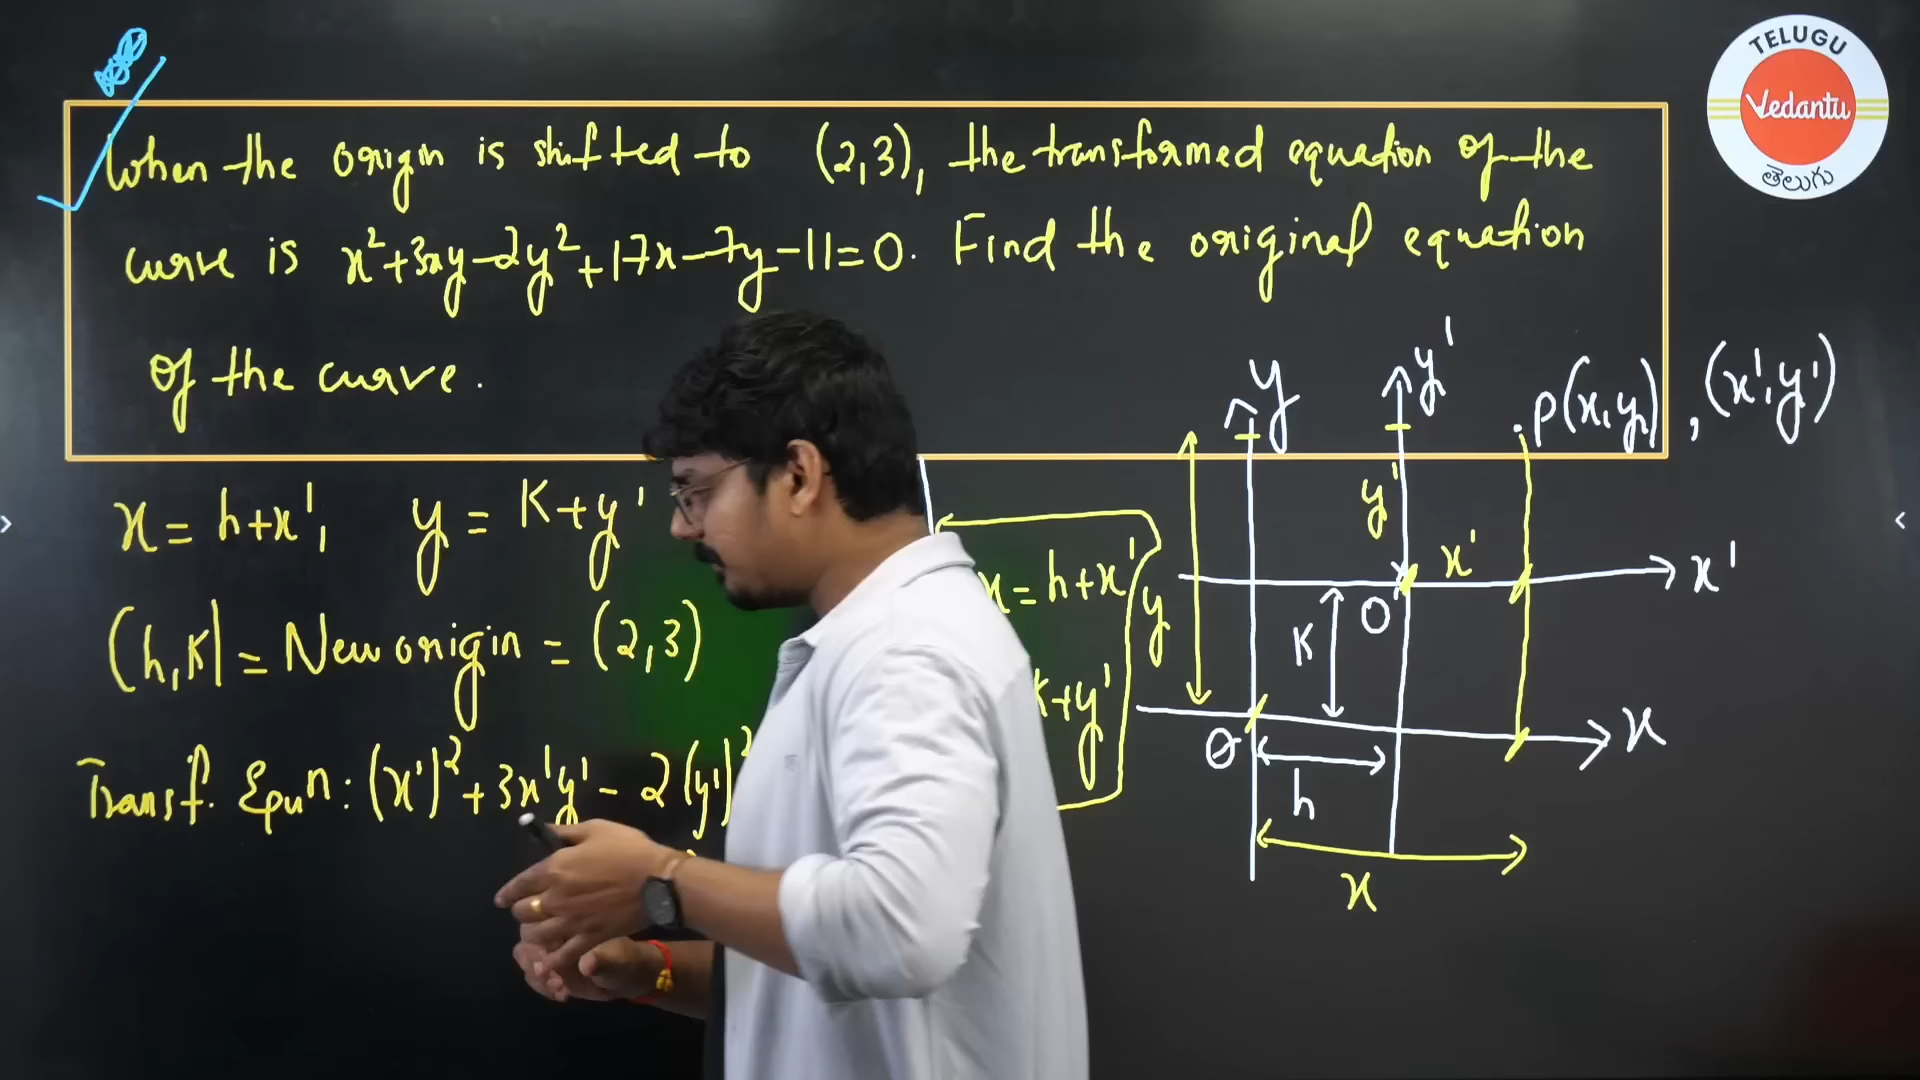 TELUGU
Vedantu
తెలుగు
When the origin is shifted to (2,3), the transformed equation of the
curve is x²+3xy-2y²+17x-7y-11=0. Find the original equation
of the curve.
x = h+x', y = K+y'
(h,K) = New origin = (2,3)
Transf. Equn: (x')²+3x'y' - 2(y')²
x = h+x'
k+y'
y y' P(x,y), (x',y')
y'
x' x'
y K O'
O x
h
x